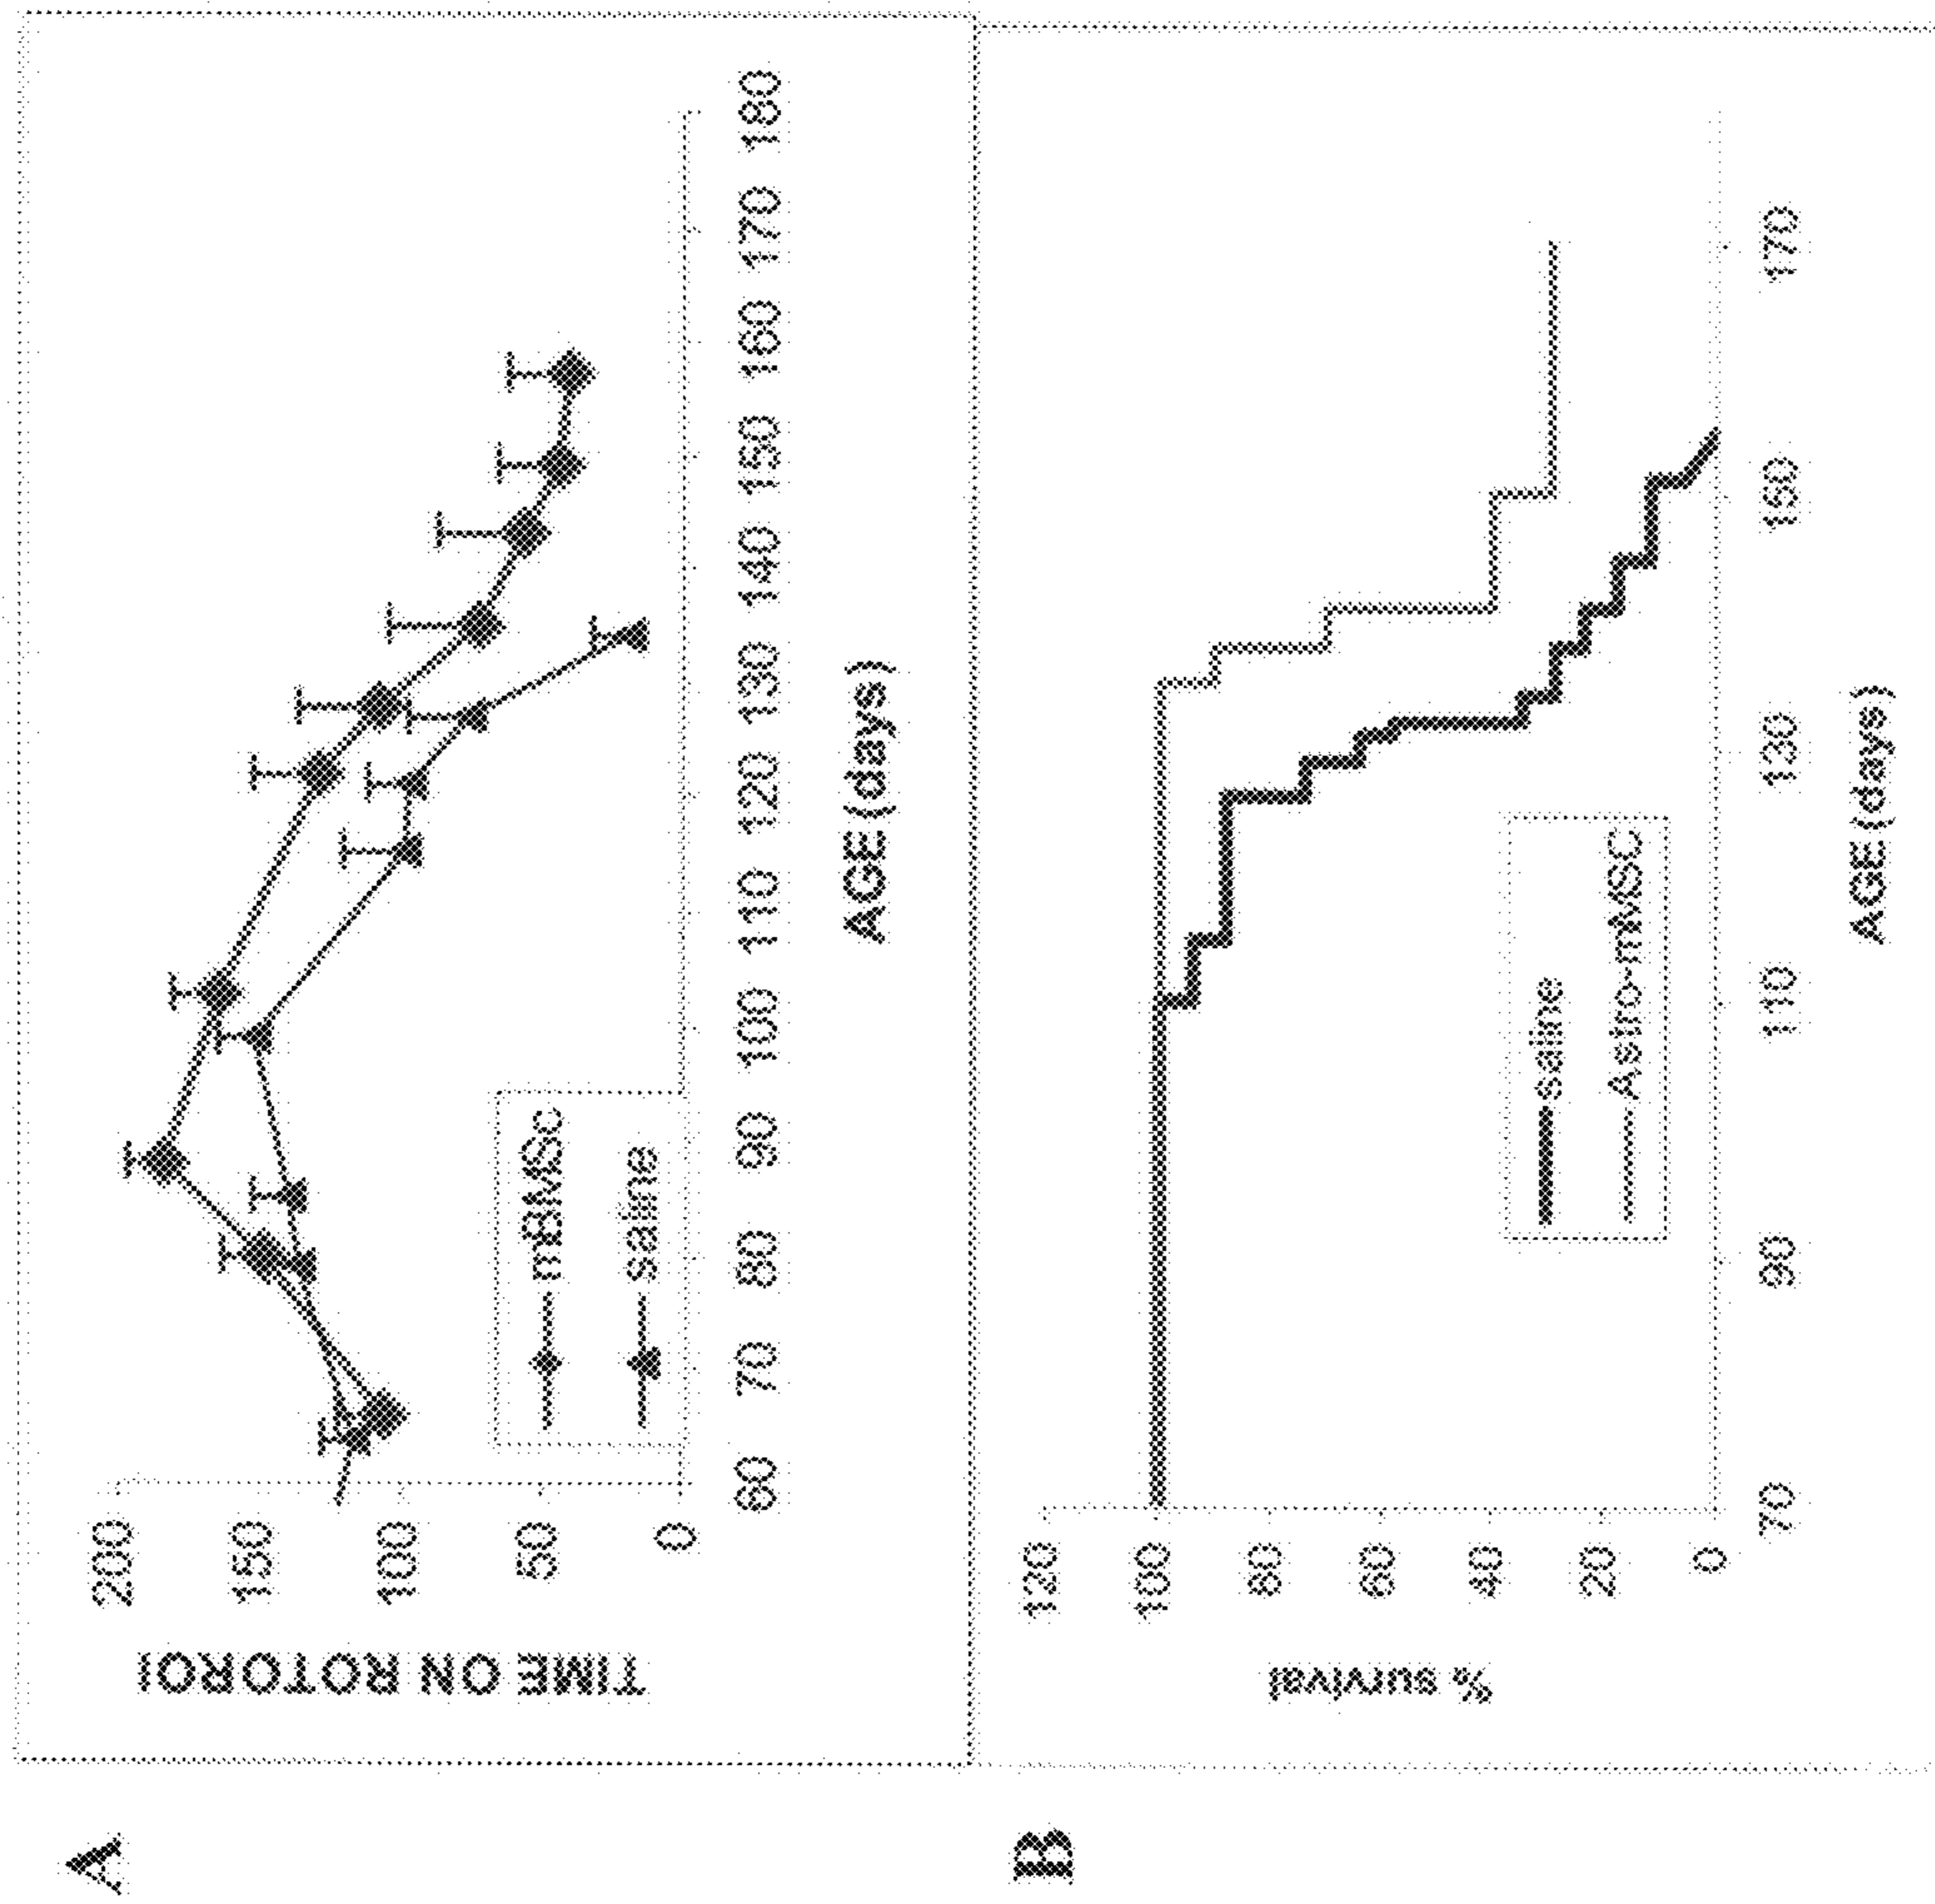 A
TIME ON ROTOROI
200
150
100
50
0
mBMSc
saline
60 70 80 90 100 110 120 130 140 150 160 170 180
AGE (days)
B
% survival
120
100
80
60
40
20
0
saline
Astro-mMSC
70 90 110 130 150 170
AGE (days)